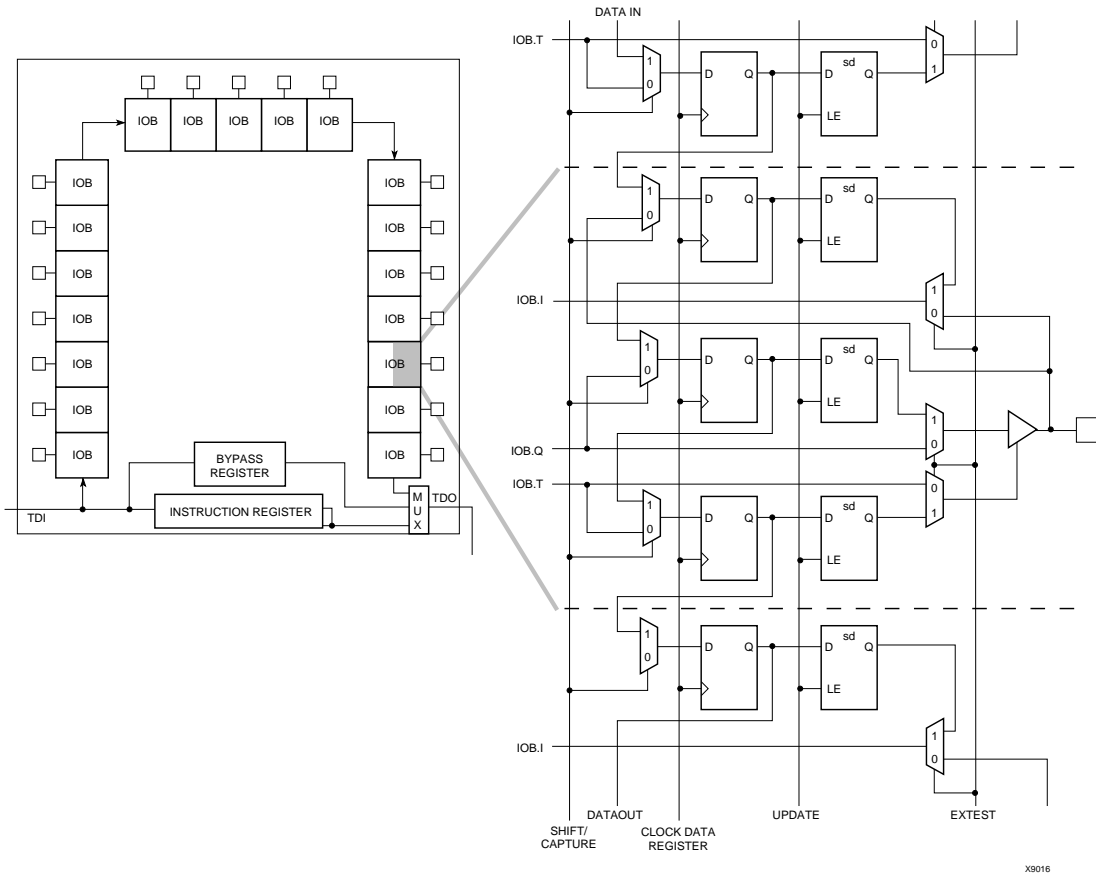 DATA IN
IOB.T
1
0
D
Q
D
sd
Q
LE
0
1
IOB IOB IOB IOB IOB
IOB
IOB
IOB
IOB
IOB
IOB
IOB
IOB
IOB
IOB
IOB
IOB
IOB
IOB
BYPASS
REGISTER
INSTRUCTION REGISTER
TDI
M
U
X
TDO
1
0
D
Q
D
sd
Q
LE
IOB.I
1
0
1
0
D
Q
D
sd
Q
LE
IOB.Q
1
0
IOB.T
0
1
1
0
D
Q
D
sd
Q
LE
1
0
D
Q
D
sd
Q
LE
IOB.I
1
0
DATAOUT
UPDATE
EXTEST
SHIFT/
CAPTURE
CLOCK DATA
REGISTER
X9016